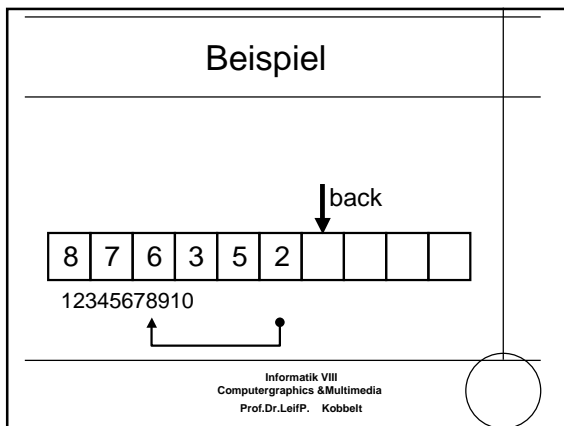 Beispiel
back
8 7 6 3 5 2
12345678910
Informatik VIII
Computergraphics &Multimedia
Prof.Dr.LeifP. Kobbelt